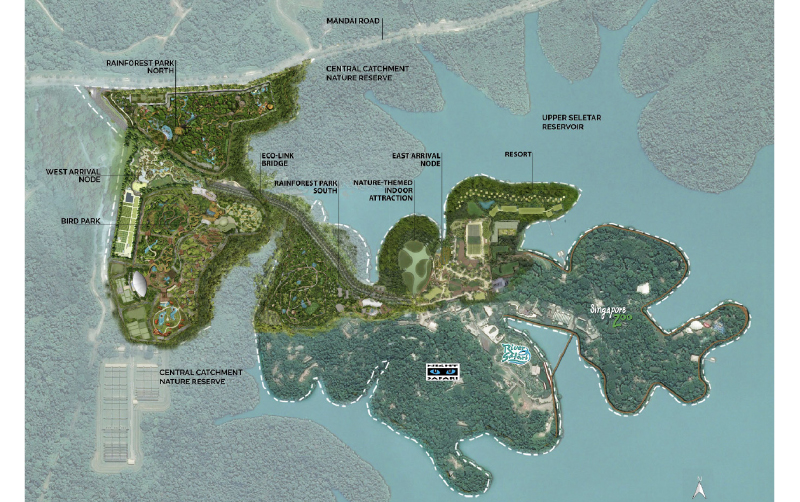 MANDAI ROAD
RAINFOREST PARK
NORTH
CENTRAL CATCHMENT
NATURE RESERVE
UPPER SELETAR
RESERVOIR
ECO-LINK
BRIDGE
EAST ARRIVAL
NODE
RESORT
WEST ARRIVAL
NODE
RAINFOREST PARK
SOUTH
NATURE-THEMED
INDOOR
ATTRACTION
BIRD PARK
Singapore
Zoo
River
Safari
NIGHT
SAFARI
CENTRAL CATCHMENT
NATURE RESERVE
N